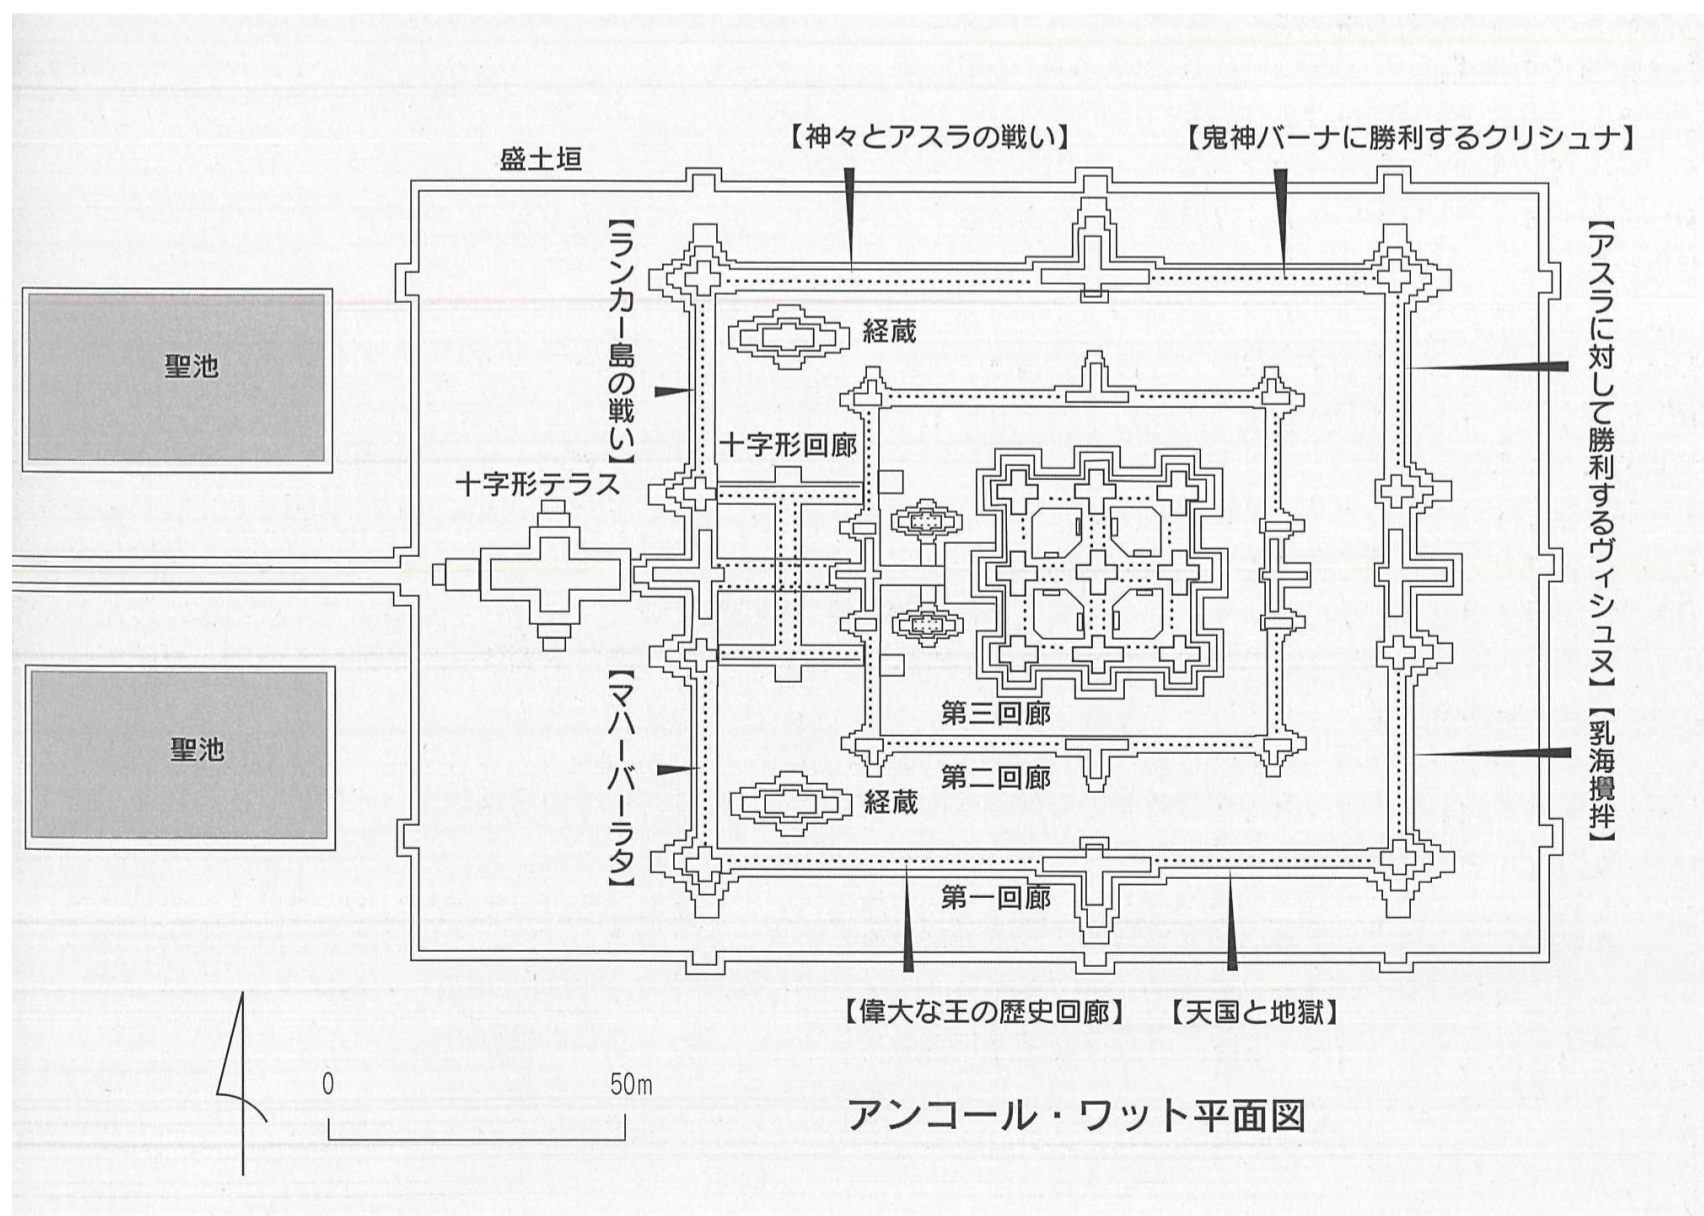 【神々とアスラの戦い】
【鬼神バーナに勝利するクリシュナ】
盛土垣
【ランカー島の戦い】
【アスラに対して勝利するヴィシュヌ】
聖池
経蔵
十字形回廊
十字形テラス
【マハーバーラタ】
第三回廊
【乳海攪拌】
聖池
第二回廊
経蔵
第一回廊
【偉大な王の歴史回廊】
【天国と地獄】
0
50m
アンコール・ワット平面図